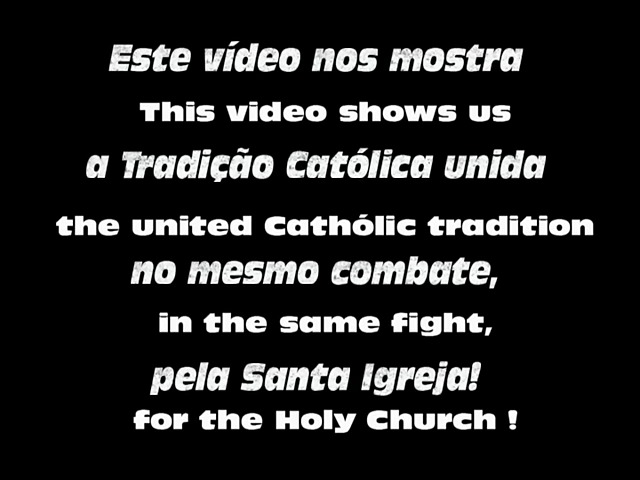 Este vídeo nos mostra
This video shows us
a Tradição Católica unida
the united Cathólic tradition
no mesmo combate,
in the same fight,
pela Santa Igreja!
for the Holy Church !